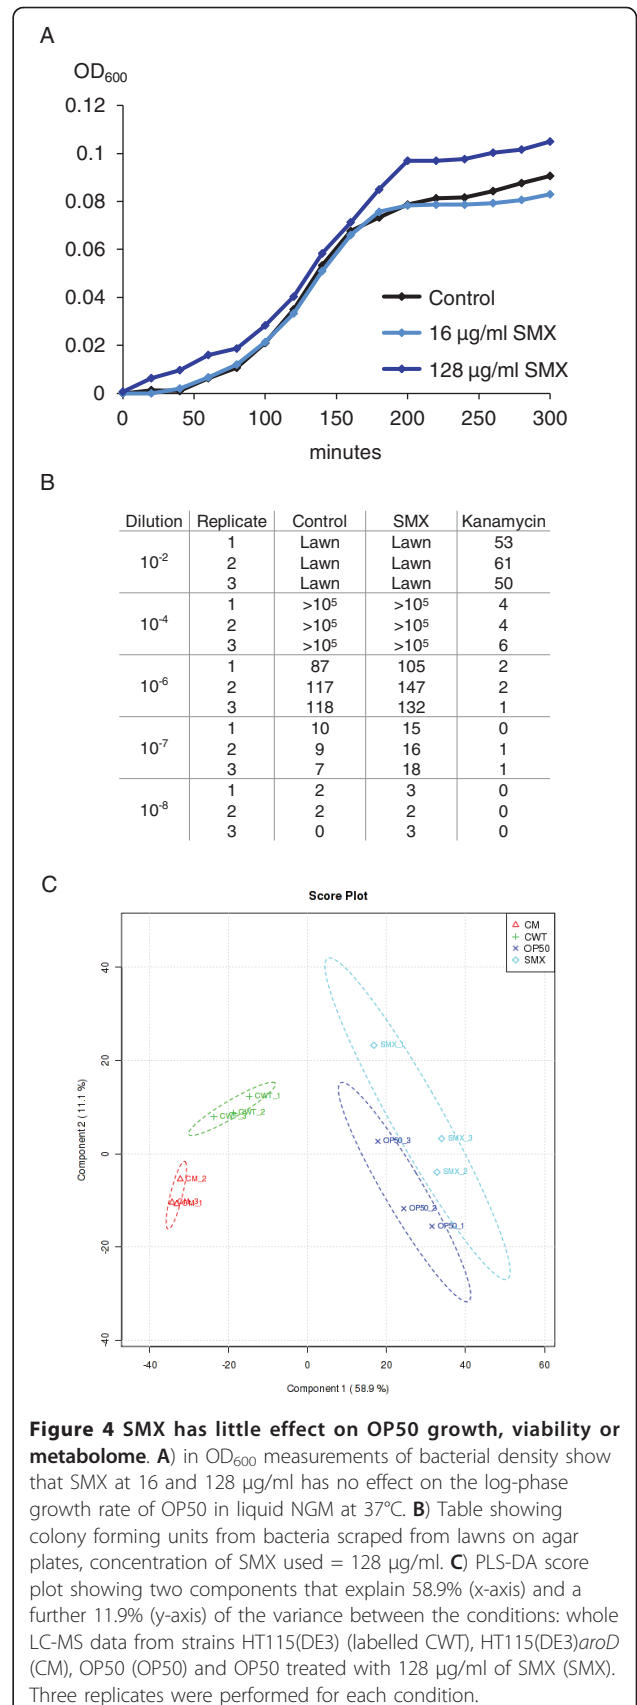 A
OD600
0.12
0.1
0.08
0.06
0.04
0.02
0
0 50 100 150 200 250 300
minutes
Control
16 µg/ml SMX
128 µg/ml SMX
B
Dilution Replicate Control SMX Kanamycin
10-2
1 Lawn Lawn 53
2 Lawn Lawn 61
3 Lawn Lawn 50
10-4
1 >10⁵ >10⁵ 4
2 >10⁵ >10⁵ 4
3 >10⁵ >10⁵ 6
10-6
1 87 105 2
2 117 147 2
3 118 132 1
10-7
1 10 15 0
2 9 16 1
3 7 18 1
10-8
1 2 3 0
2 2 2 0
3 0 3 0
C
Score Plot
CM
CWT
OP50
SMX
Component 2 ( 11.1 %)
40
20
0
-20
-40
SMX_1
CWT_1
CWT_2
CWT_3
SMX_3
OP50_3
SMX_2
CM_2
CM_3
CM_1
OP50_2
OP50_1
-40 -20 0 20 40 60
Component 1 ( 58.9 %)
Figure 4 SMX has little effect on OP50 growth, viability or
metabolome. A) in OD600 measurements of bacterial density show
that SMX at 16 and 128 µg/ml has no effect on the log-phase
growth rate of OP50 in liquid NGM at 37°C. B) Table showing
colony forming units from bacteria scraped from lawns on agar
plates, concentration of SMX used = 128 µg/ml. C) PLS-DA score
plot showing two components that explain 58.9% (x-axis) and a
further 11.9% (y-axis) of the variance between the conditions: whole
LC-MS data from strains HT115(DE3) (labelled CWT), HT115(DE3)aroD
(CM), OP50 (OP50) and OP50 treated with 128 µg/ml of SMX (SMX).
Three replicates were performed for each condition.